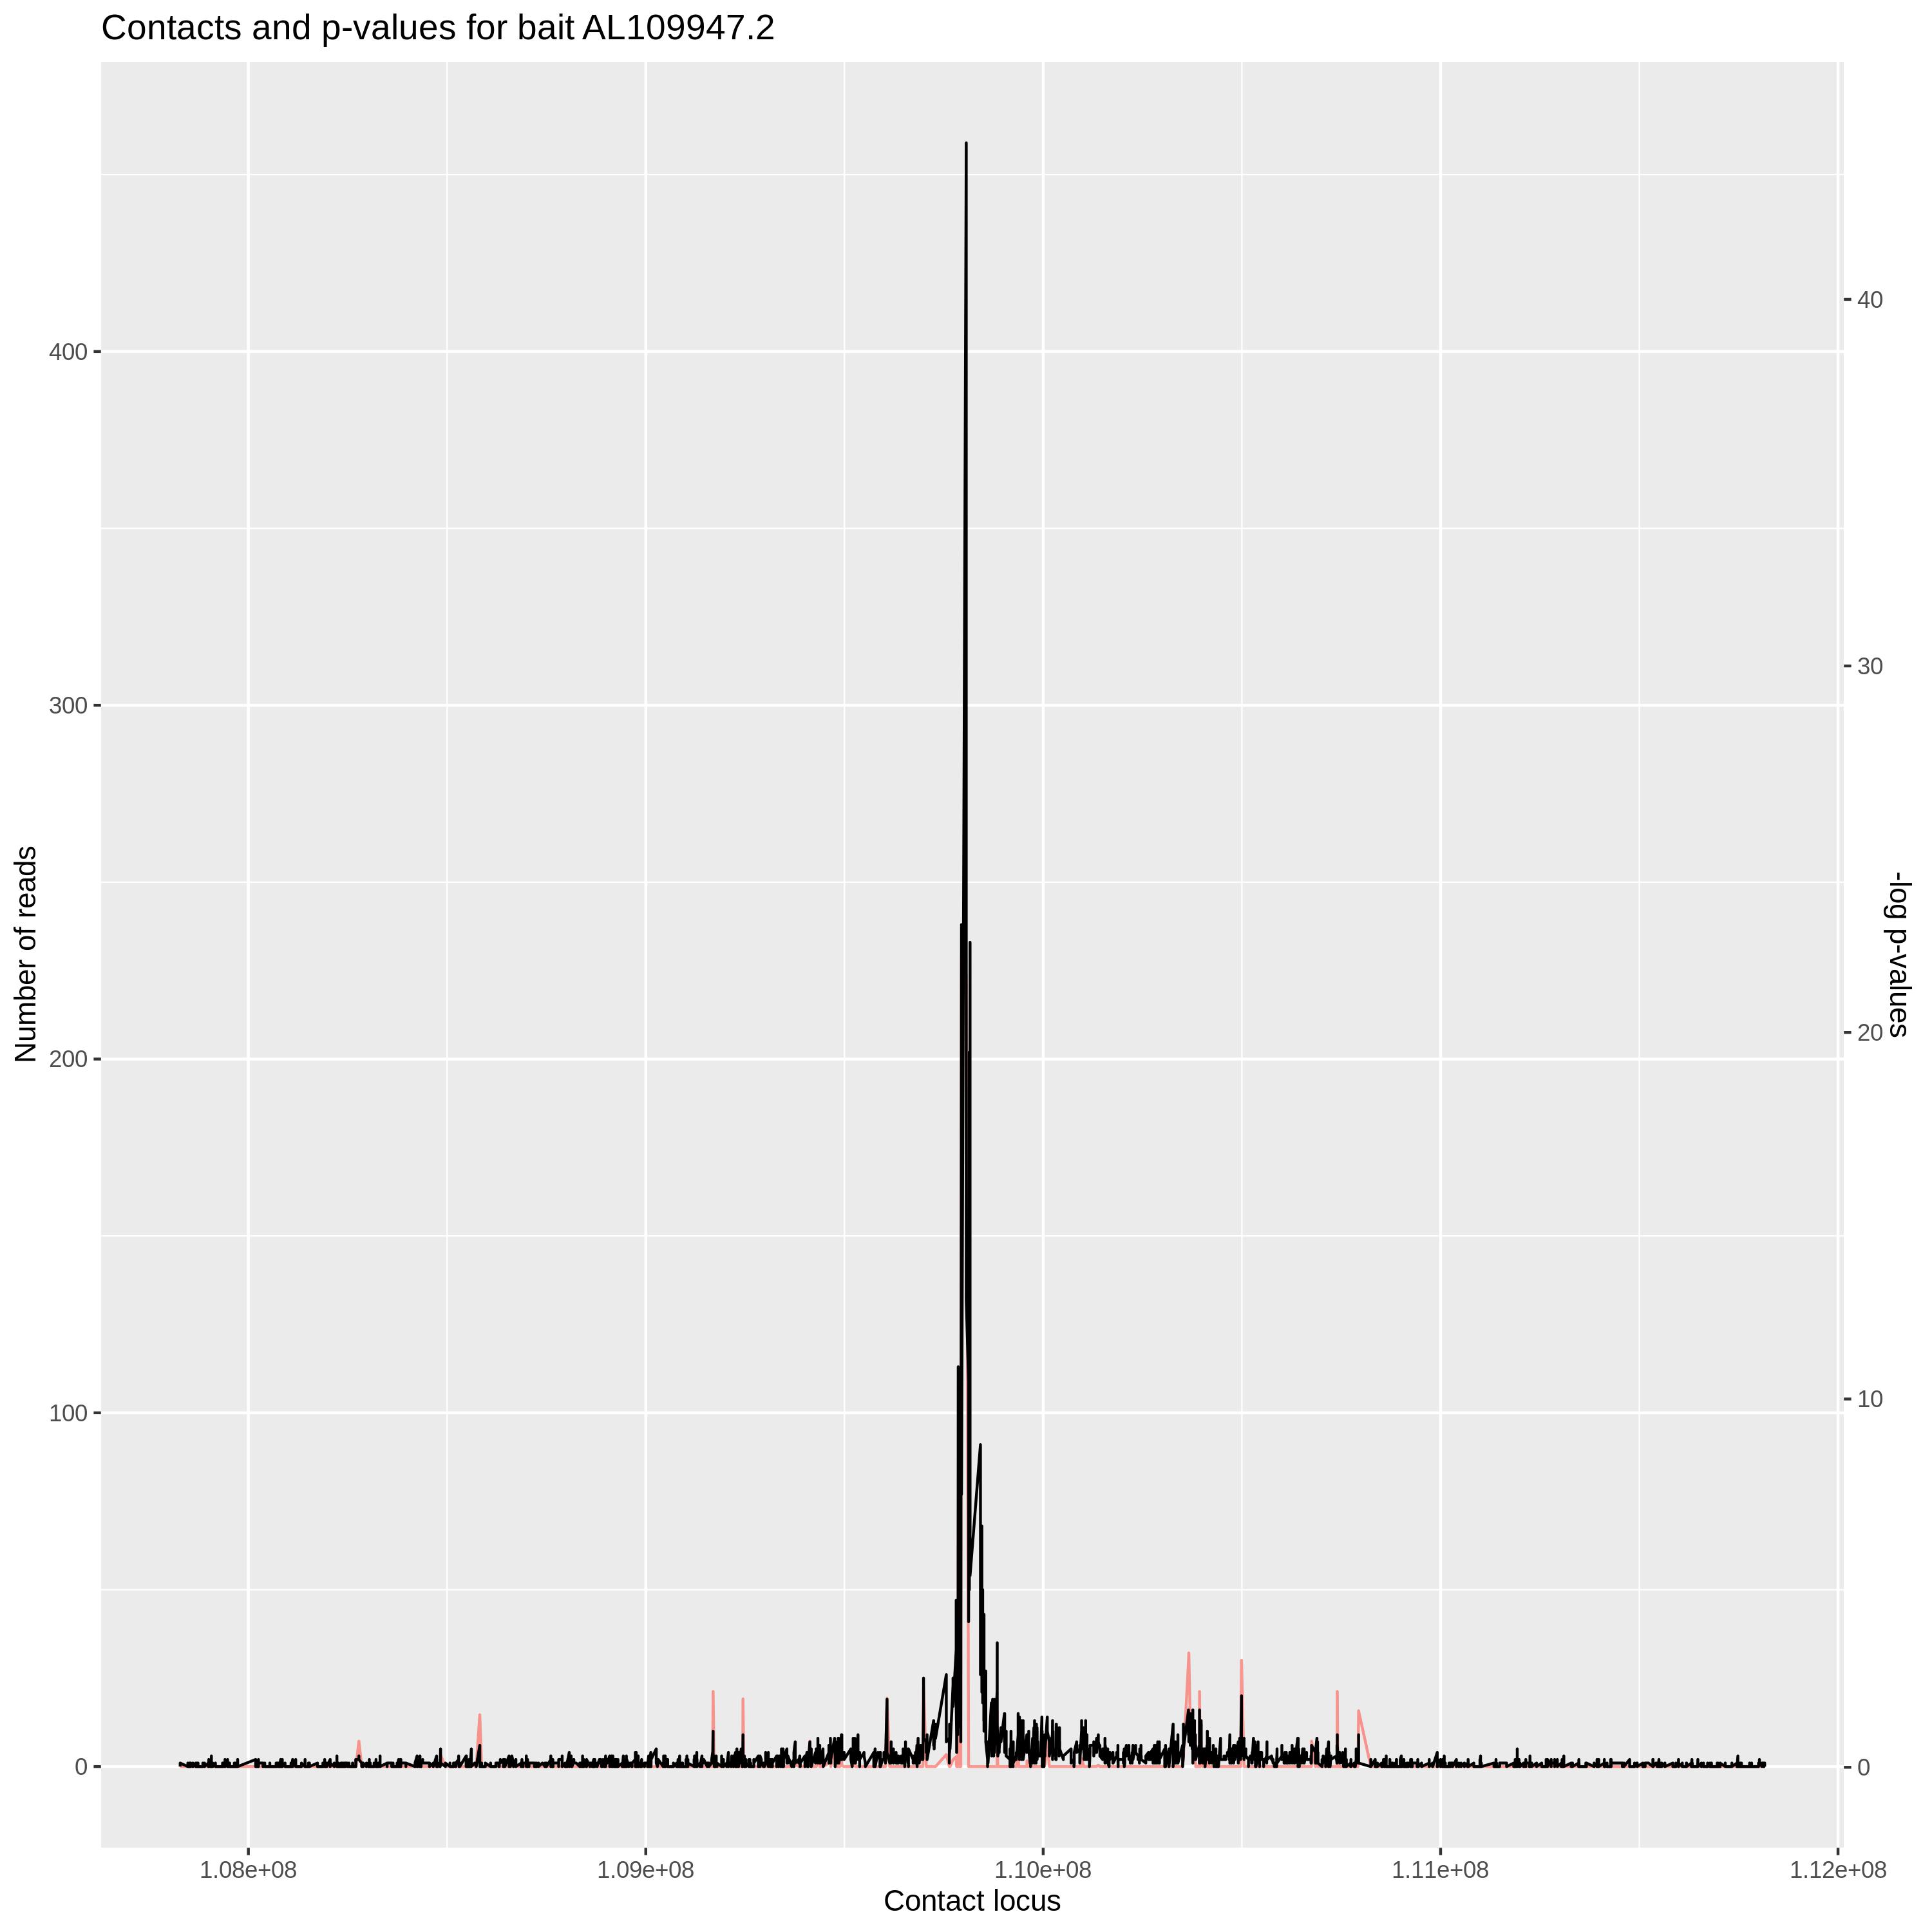 Contacts and p-values for bait AL109947.2
Number of reads
400
300
200
100
0
40
30
20
10
0
-log p-values
1.08e+08 1.09e+08 1.10e+08 1.11e+08 1.12e+08
Contact locus